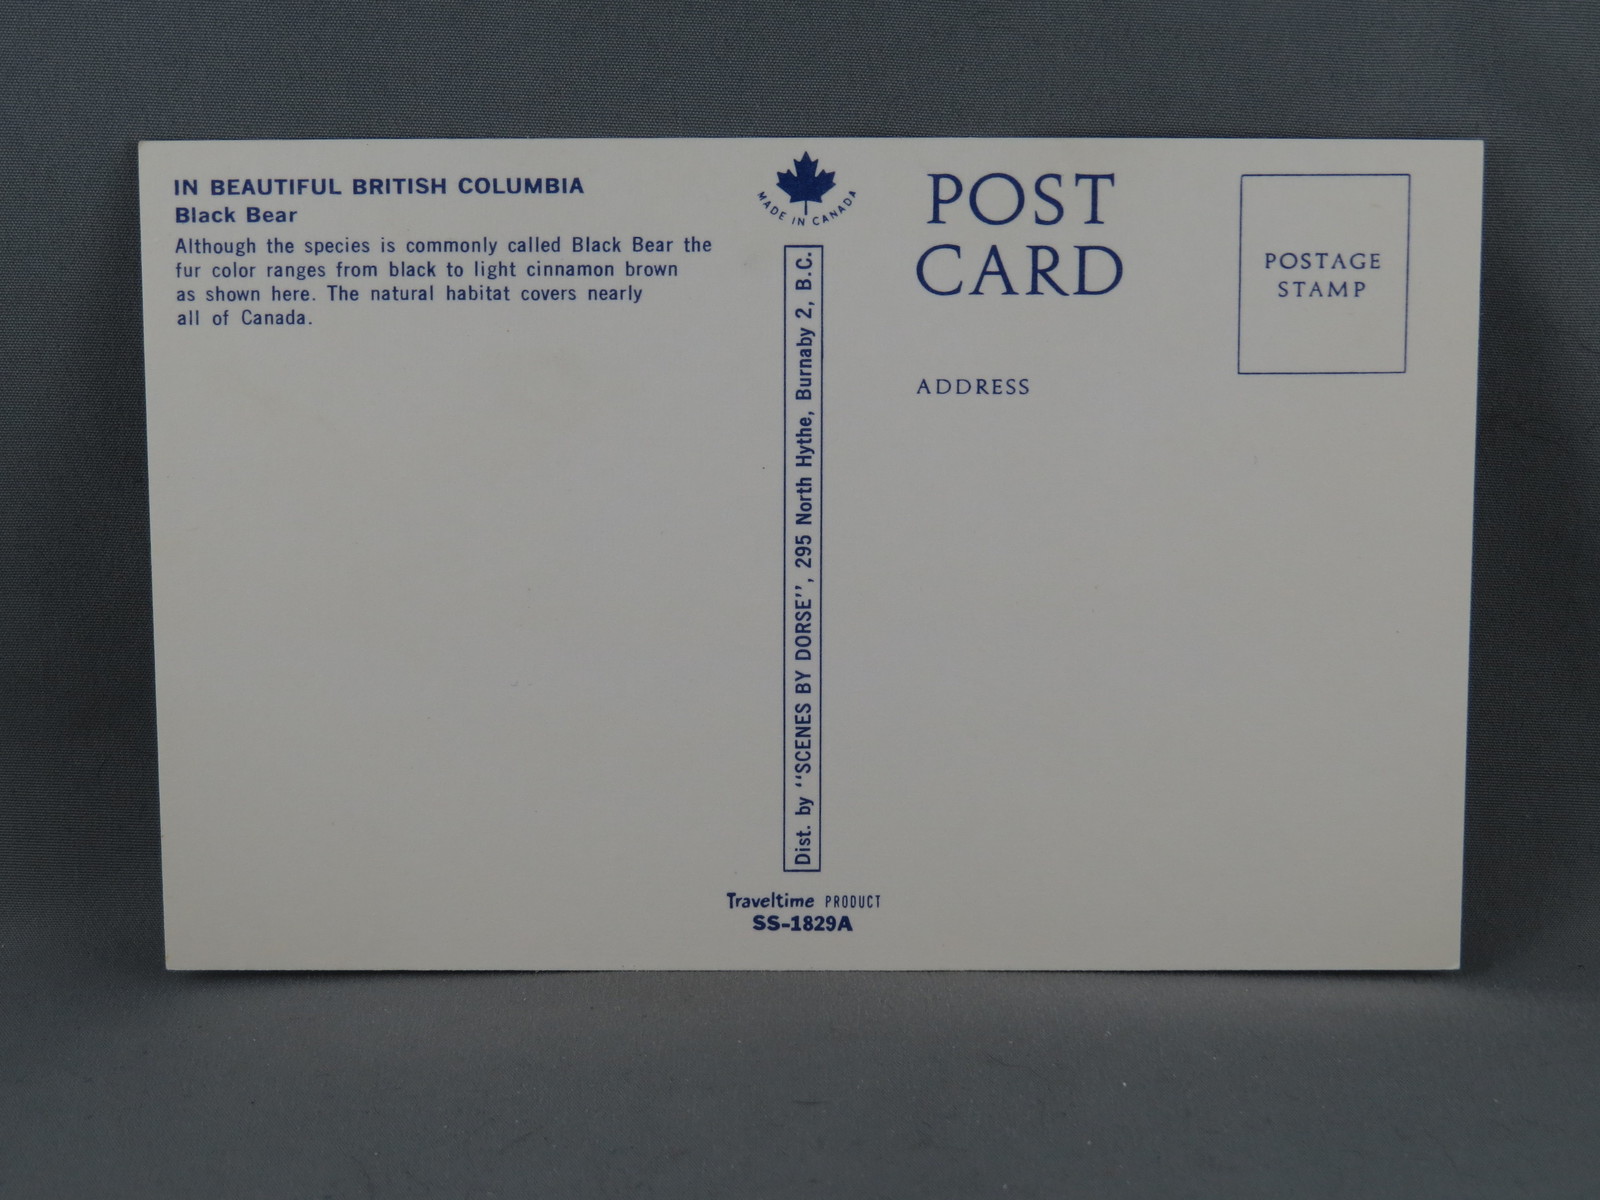 IN BEAUTIFUL BRITISH COLUMBIA
Black Bear
Although the species is commonly called Black Bear the
fur color ranges from black to light cinnamon brown
as shown here. The natural habitat covers nearly
all of Canada.
MADE IN CANADA
Dist. by "SCENES BY DORSE", 295 North Hythe, Burnaby 2, B.C.
Traveltime PRODUCT
SS-1829A
POST
CARD
ADDRESS
POSTAGE
STAMP